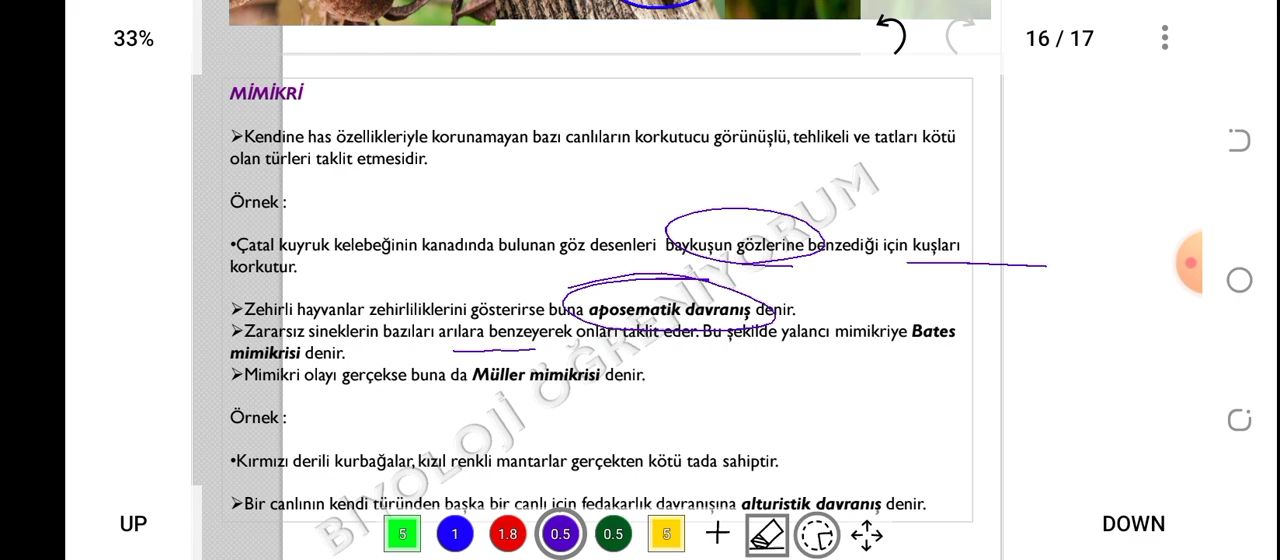 33%
16 / 17
MİMİKRİ
➢Kendine has özellikleriyle korunamayan bazı canlıların korkutucu görünüşlü, tehlikeli ve tatları kötü
olan türleri taklit etmesidir.
Örnek :
•Çatal kuyruk kelebeğinin kanadında bulunan göz desenleri baykuşun gözlerine benzediği için kuşları
korkutur.
➢Zehirli hayvanlar zehirliliklerini gösterirse buna aposematik davranış denir.
➢Zararsız sineklerin bazıları arılara benzeyerek onları taklit eder. Bu şekilde yalancı mimikriye Bates
mimikrisi denir.
➢Mimikri olayı gerçekse buna da Müller mimikrisi denir.
Örnek :
•Kırmızı derili kurbağalar, kızıl renkli mantarlar gerçekten kötü tada sahiptir.
➢Bir canlının kendi türünden başka bir canlı için fedakarlık davranışına alturistik davranış denir.
BİYOLOJİ ÖĞRENİYORUM
UP
5 1 1.8 0.5 0.5 5
DOWN